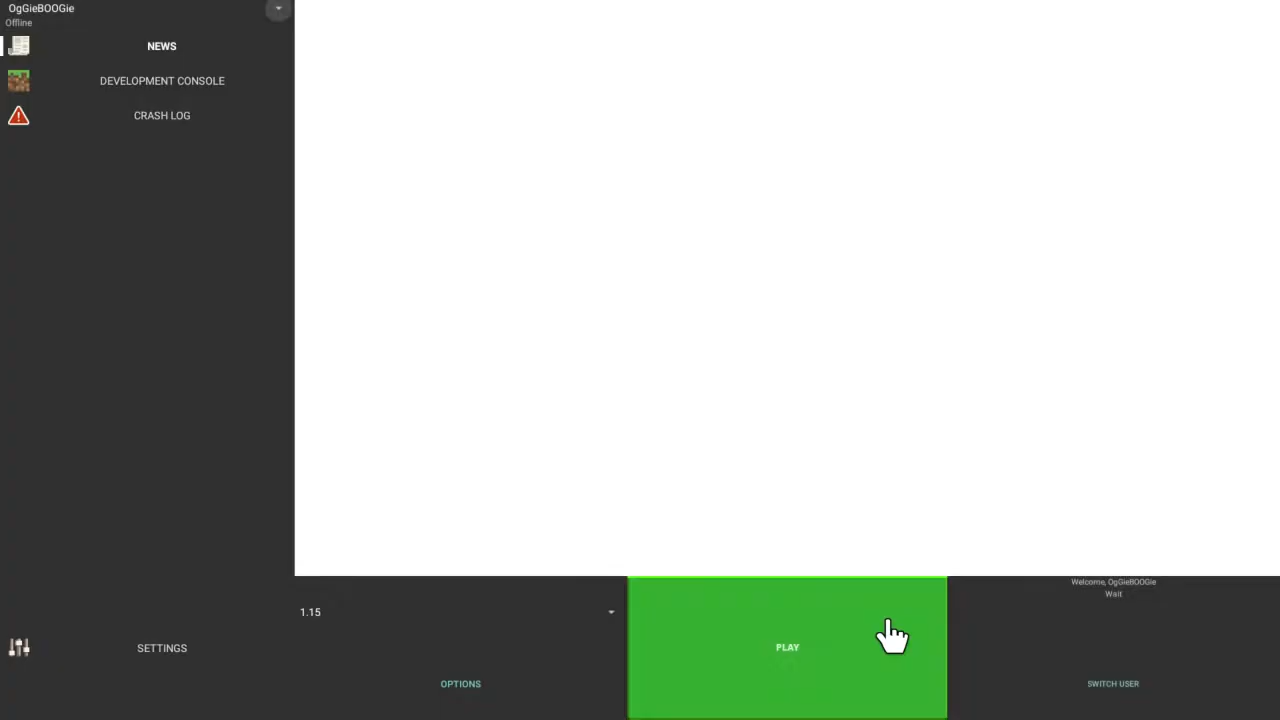 OgGieBOOGie
Offline
NEWS
DEVELOPMENT CONSOLE
CRASH LOG
SETTINGS
1.15
OPTIONS
PLAY
Welcome, OgGieBOOGie
Wait
SWITCH USER